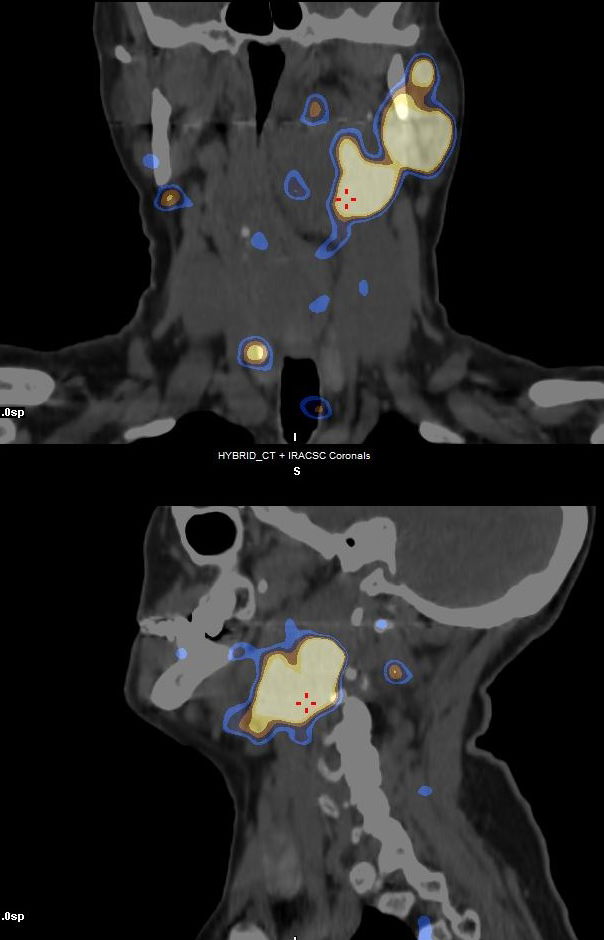 .0sp
I
HYBRID_CT + IRACSC Coronals
S
.0sp
I